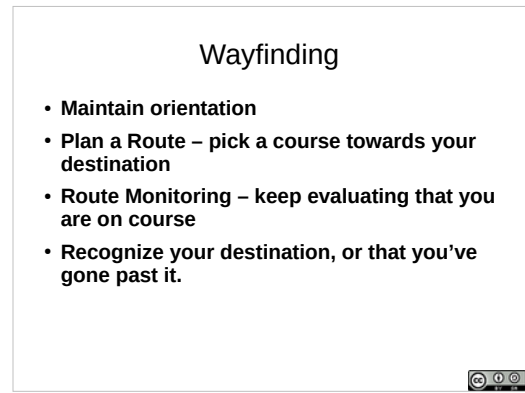 Wayfinding
• Maintain orientation
• Plan a Route – pick a course towards your
destination
• Route Monitoring – keep evaluating that you
are on course
• Recognize your destination, or that you’ve
gone past it.
cc